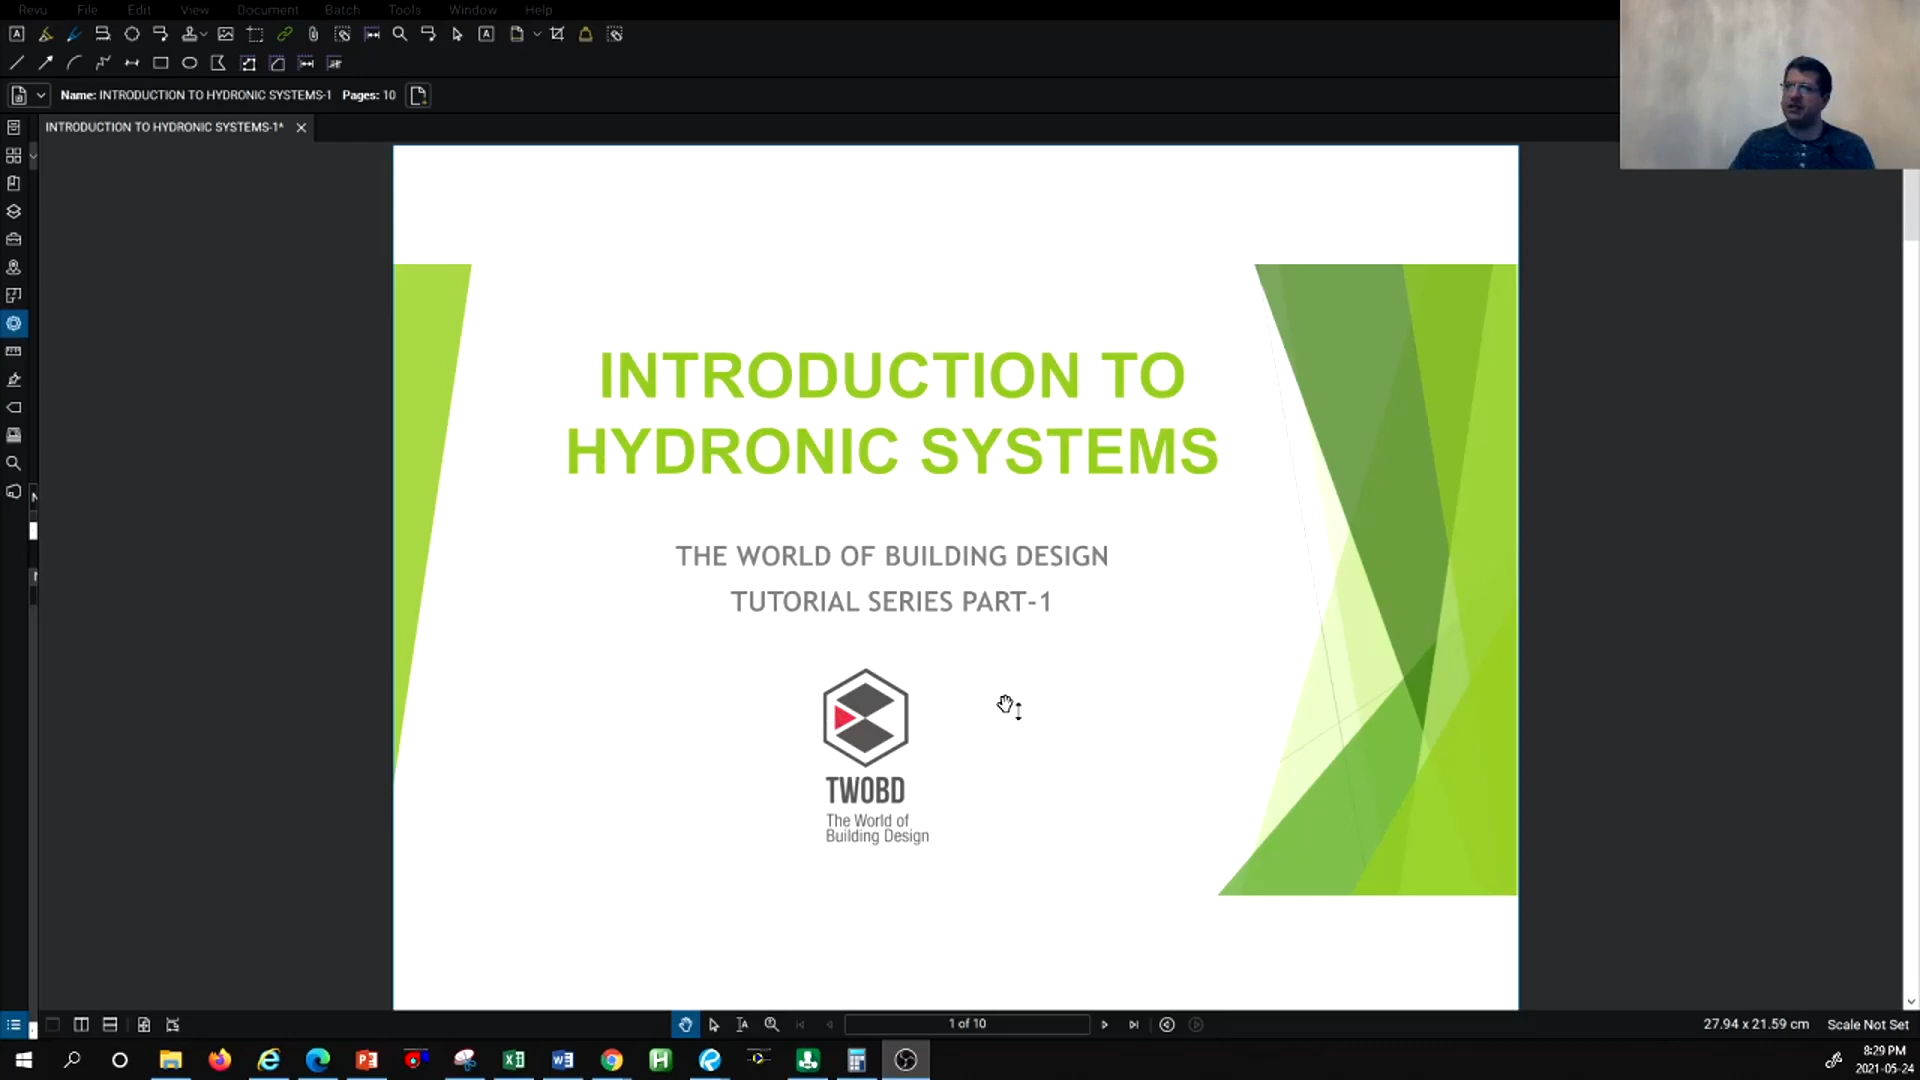 Revu File Edit View Document Batch Tools Window Help
Name: INTRODUCTION TO HYDRONIC SYSTEMS-1 Pages: 10
INTRODUCTION TO HYDRONIC SYSTEMS-1*
INTRODUCTION TO
HYDRONIC SYSTEMS
THE WORLD OF BUILDING DESIGN
TUTORIAL SERIES PART-1
TWOBD
The World of
Building Design
1 of 10
27.94 x 21.59 cm Scale Not Set
8:29 PM
2021-05-24